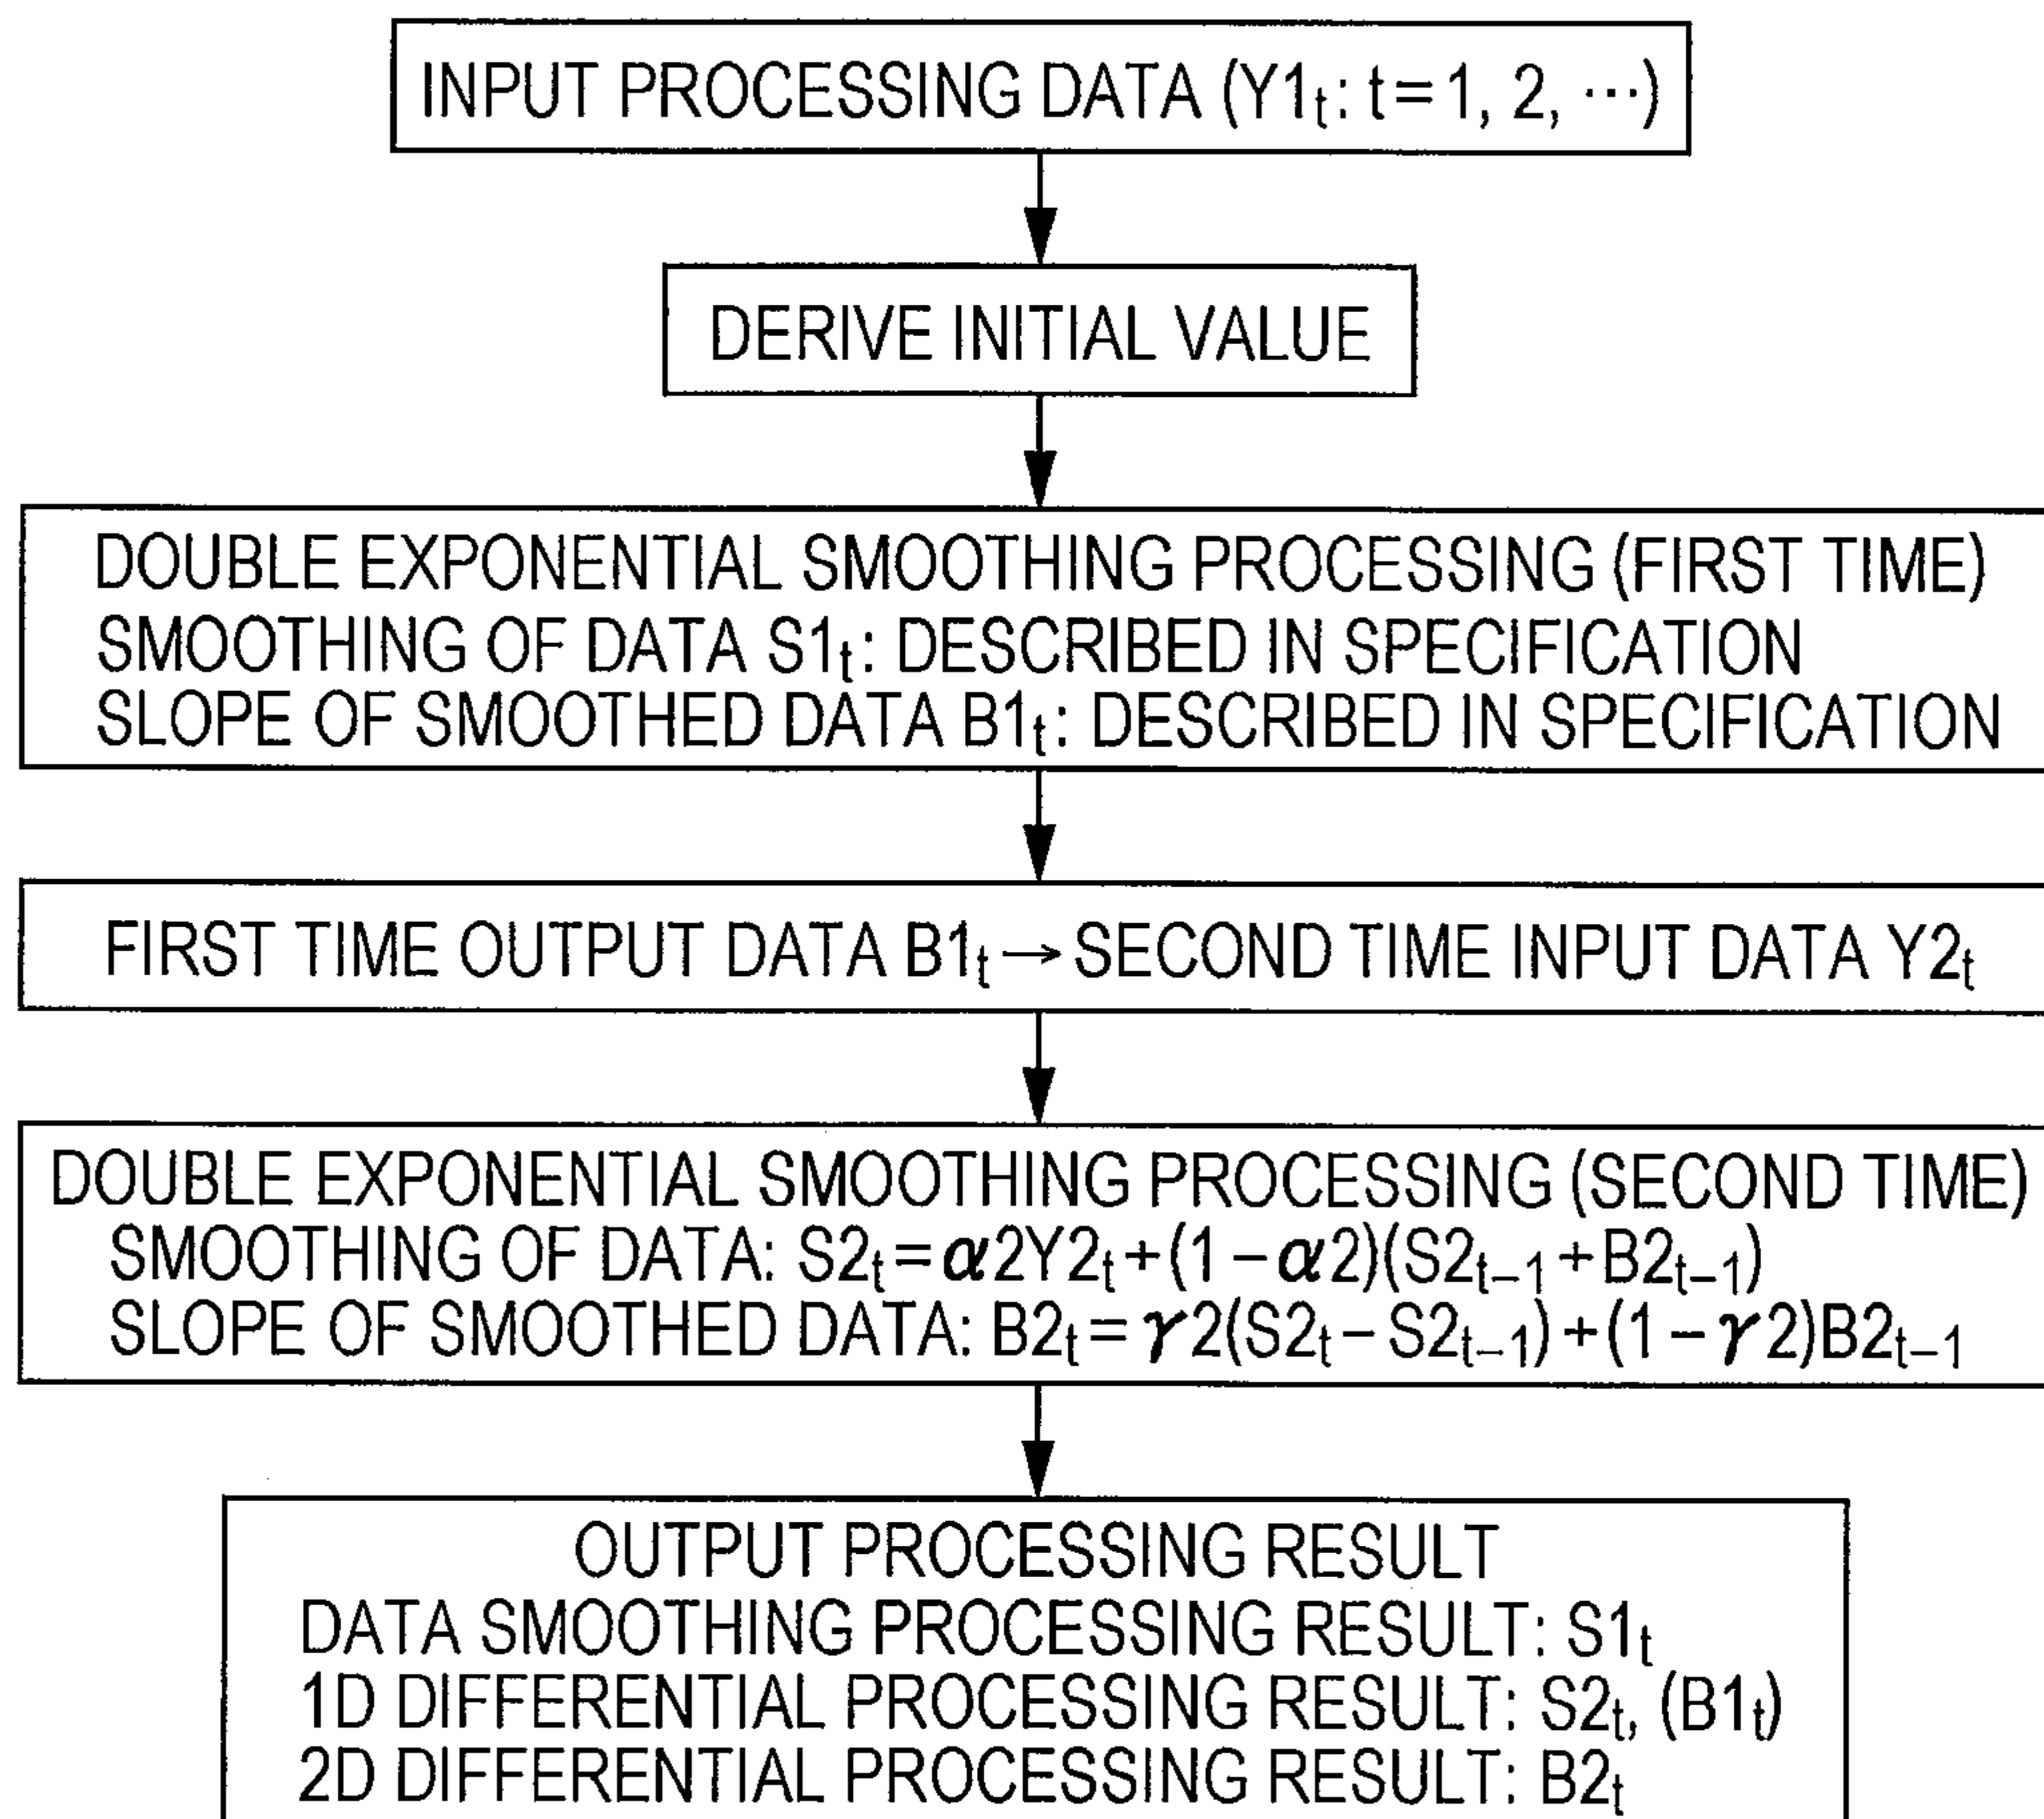 INPUT PROCESSING DATA (Y1ₜ: t=1, 2, ⋯)
DERIVE INITIAL VALUE
DOUBLE EXPONENTIAL SMOOTHING PROCESSING (FIRST TIME)
SMOOTHING OF DATA S1ₜ: DESCRIBED IN SPECIFICATION
SLOPE OF SMOOTHED DATA B1ₜ: DESCRIBED IN SPECIFICATION
FIRST TIME OUTPUT DATA B1ₜ→SECOND TIME INPUT DATA Y2ₜ
DOUBLE EXPONENTIAL SMOOTHING PROCESSING (SECOND TIME)
SMOOTHING OF DATA: S2ₜ=α2Y2ₜ+(1−α2)(S2ₜ₋₁+B2ₜ₋₁)
SLOPE OF SMOOTHED DATA: B2ₜ=γ2(S2ₜ−S2ₜ₋₁)+(1−γ2)B2ₜ₋₁
OUTPUT PROCESSING RESULT
DATA SMOOTHING PROCESSING RESULT: S1ₜ
1D DIFFERENTIAL PROCESSING RESULT: S2ₜ, (B1ₜ)
2D DIFFERENTIAL PROCESSING RESULT: B2ₜ